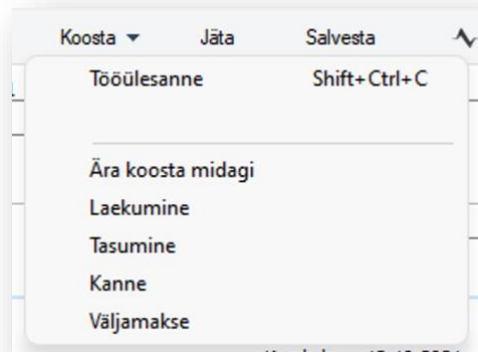 Koosta Jäta Salvesta
Tööülesanne Shift+Ctrl+C
Ära koosta midagi
Laekumine
Tasumine
Kanne
Väljamakse